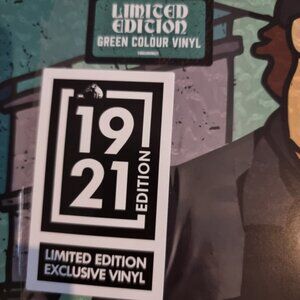 LIMITED
EDITION
GREEN COLOUR VINYL
19
21
EDITION
LIMITED EDITION
EXCLUSIVE VINYL